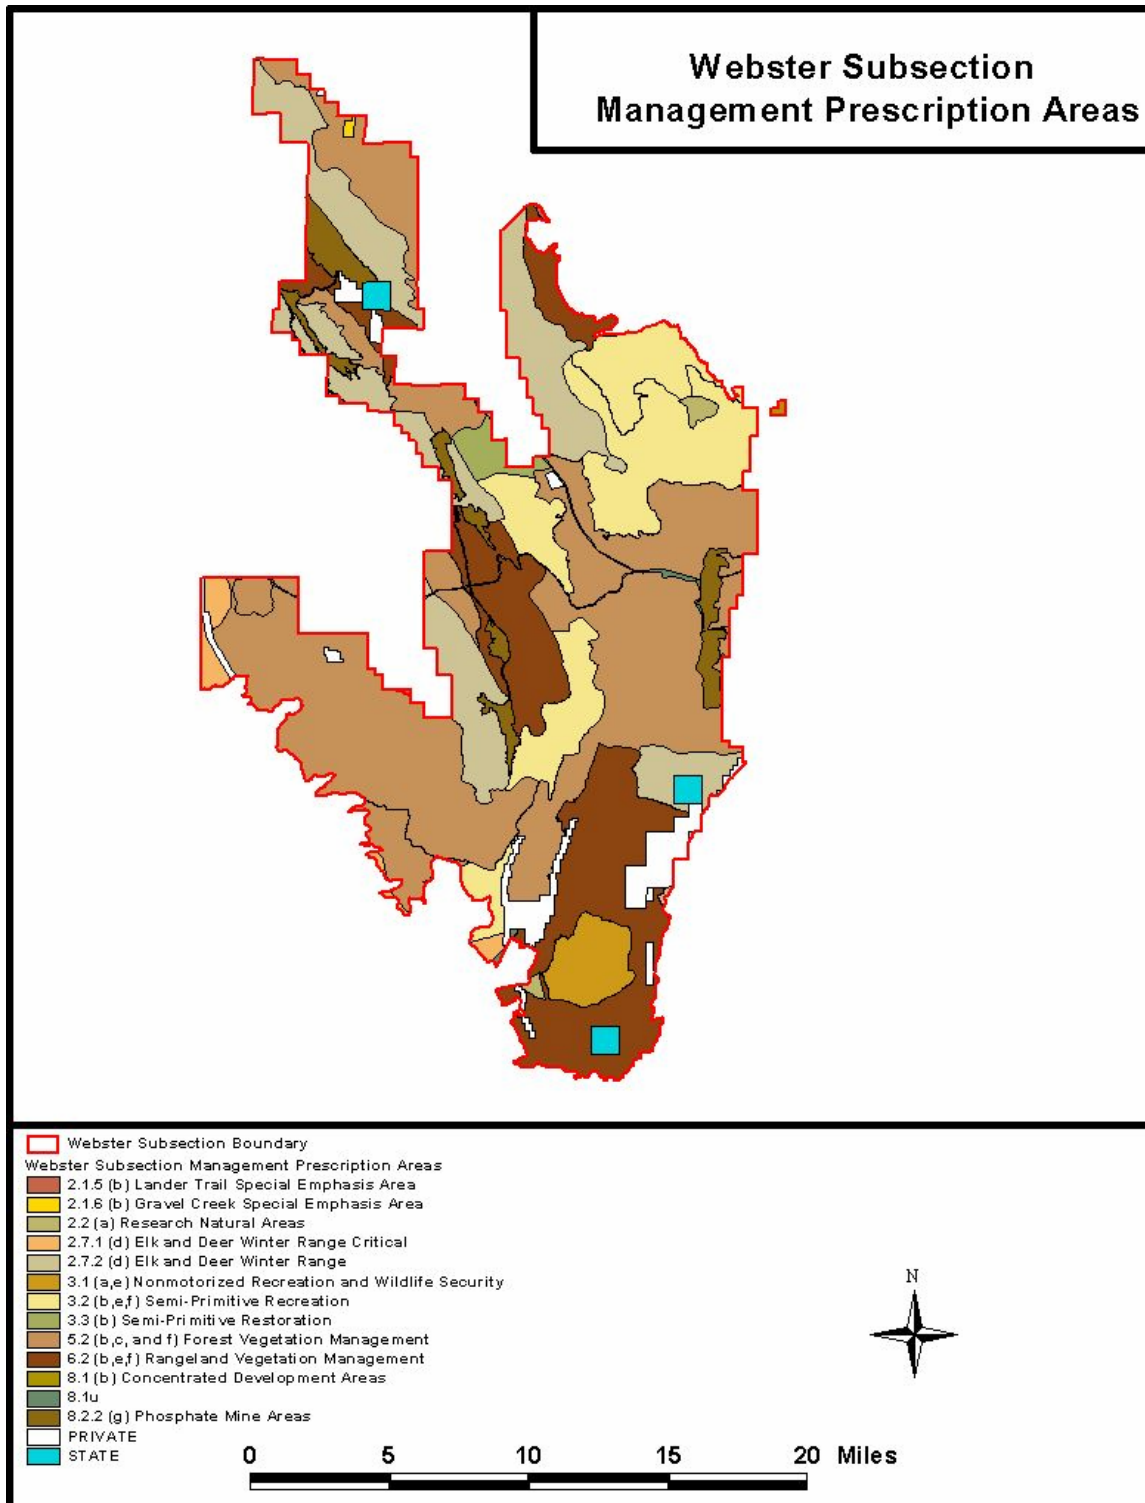 Webster Subsection
Management Prescription Areas
Webster Subsection Boundary
Webster Subsection Management Prescription Areas
2.1.5 (b) Lander Trail Special Emphasis Area
2.1.6 (b) Gravel Creek Special Emphasis Area
2.2 (a) Research Natural Areas
2.7.1 (d) Elk and Deer Winter Range Critical
2.7.2 (d) Elk and Deer Winter Range
3.1 (a,e) Nonmotorized Recreation and Wildlife Security
3.2 (b,e,f) Semi-Primitive Recreation
3.3 (b) Semi-Primitive Restoration
5.2 (b,c, and f) Forest Vegetation Management
6.2 (b,e,f) Rangeland Vegetation Management
8.1 (b) Concentrated Development Areas
8.1u
8.2.2 (g) Phosphate Mine Areas
PRIVATE
STATE
N
0 5 10 15 20 Miles